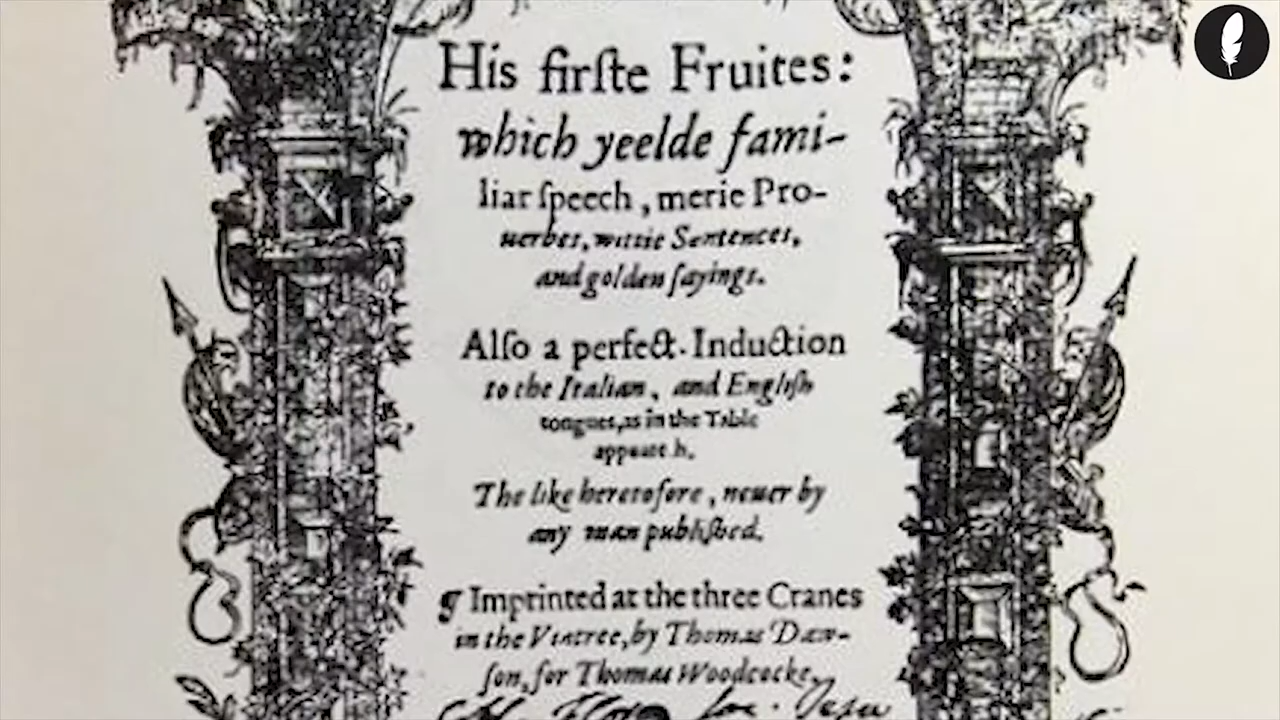 His firſte Fruites:
which yeelde fami-
liar ſpeech, merie Pro-
uerbes, wittie Sentences,
and golden ſayings.
Also a perfect Induction
to the Italian, and Engliſh
tongues, as in the Table
appeareth.
The like heretofore, neuer by
any man publiſhed.
Imprinted at the three Cranes
in the Vintree, by Thomas Daw-
ſon, for Thomas Woodcocke.